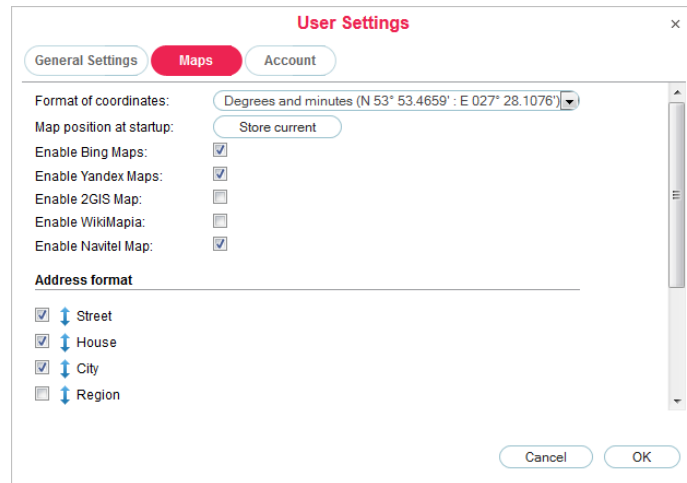 User Settings
General Settings Maps Account
Format of coordinates: Degrees and minutes (N 53° 53.4659' : E 027° 28.1076')
Map position at startup: Store current
Enable Bing Maps:
Enable Yandex Maps:
Enable 2GIS Map:
Enable WikiMapia:
Enable Navitel Map:
Address format
Street
House
City
Region
Cancel OK